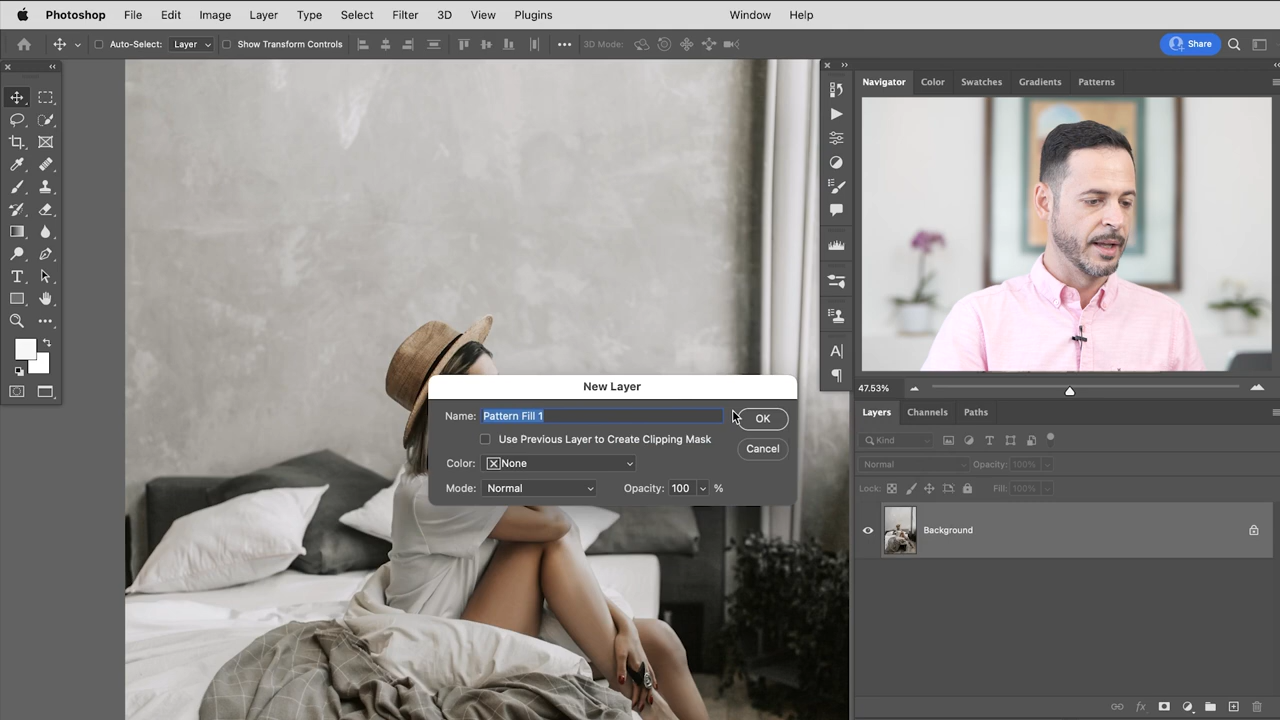 Photoshop File Edit Image Layer Type Select Filter 3D View Plugins Window Help
Auto-Select: Layer Show Transform Controls 3D Mode: Share
Navigator Color Swatches Gradients Patterns
47.53%
New Layer
Name: Pattern Fill 1 OK
Use Previous Layer to Create Clipping Mask
Cancel
Color: None
Mode: Normal Opacity: 100 %
Layers Channels Paths
Kind
Normal Opacity: 100%
Lock: Fill: 100%
Background